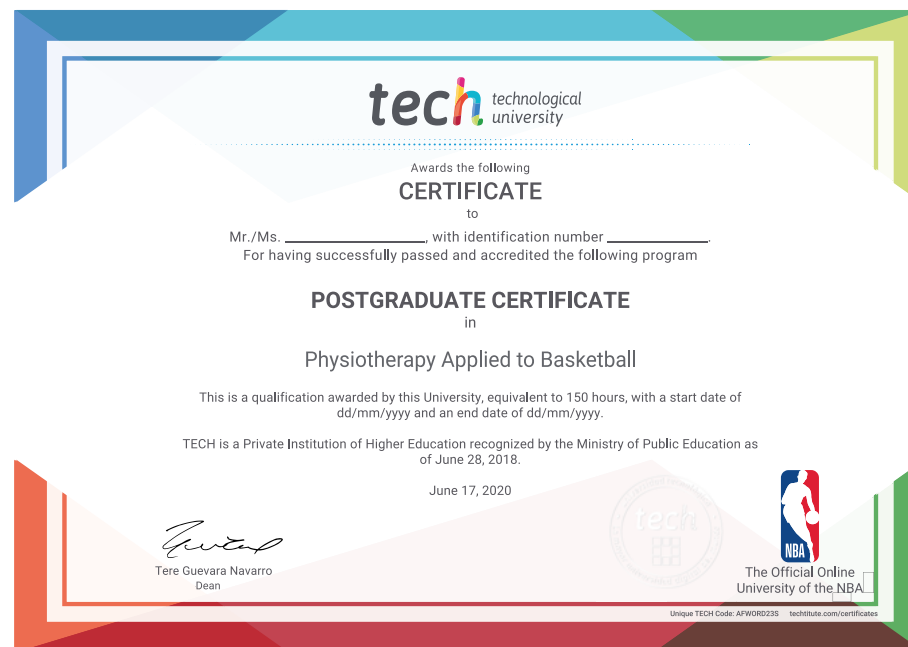 tech technological
university
Awards the following
CERTIFICATE
to
Mr./Ms. ____________________, with identification number ______________.
For having successfully passed and accredited the following program
POSTGRADUATE CERTIFICATE
in
Physiotherapy Applied to Basketball
This is a qualification awarded by this University, equivalent to 150 hours, with a start date of
dd/mm/yyyy and an end date of dd/mm/yyyy.
TECH is a Private Institution of Higher Education recognized by the Ministry of Public Education as
of June 28, 2018.
June 17, 2020
tech
NBA
Tere Guevara Navarro
Dean
The Official Online
University of the NBA
Unique TECH Code: AFWORD23S techtitute.com/certificates